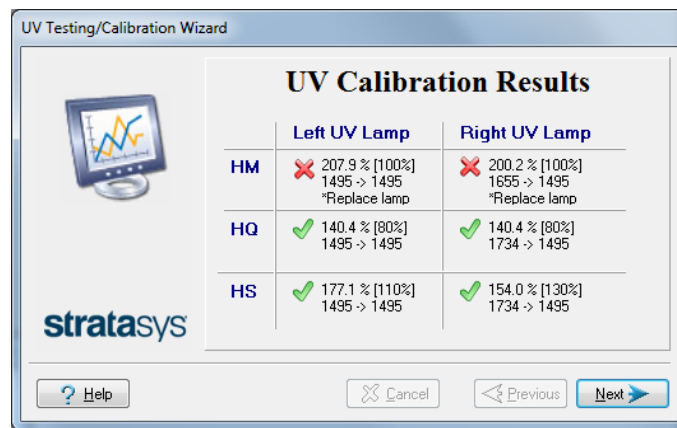 UV Testing/Calibration Wizard
UV Calibration Results
Left UV Lamp Right UV Lamp
HM 207.9 % [100%] 200.2 % [100%]
1495 -> 1495 1655 -> 1495
*Replace lamp *Replace lamp
HQ 140.4 % [80%] 140.4 % [80%]
1495 -> 1495 1734 -> 1495
HS 177.1 % [110%] 154.0 % [130%]
1495 -> 1495 1734 -> 1495
stratasys
? Help Cancel Previous Next